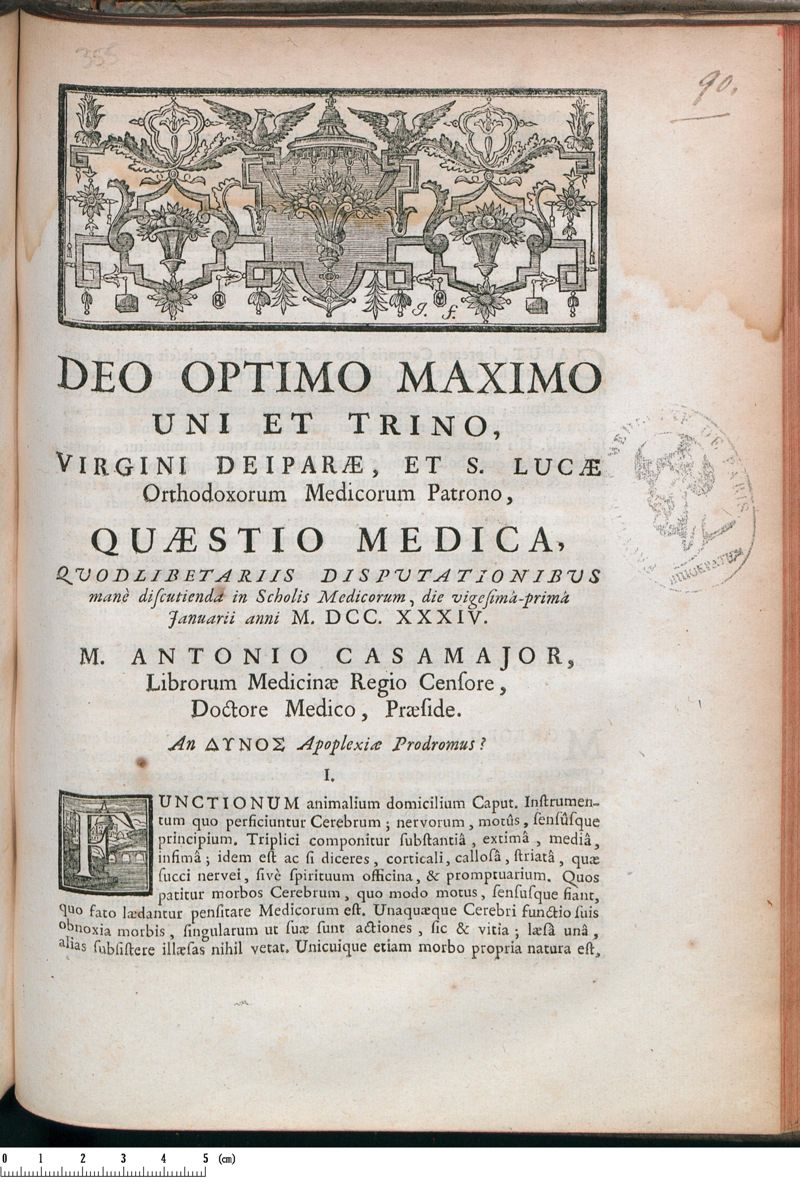 355
90.
J. f.
DEO OPTIMO MAXIMO
UNI ET TRINO,
VIRGINI DEIPARÆ, ET S. LUCÆ
Orthodoxorum Medicorum Patrono,
QUÆSTIO MEDICA,
QUODLIBETARIIS DISPUTATIONIBUS
manè diſcutienda in Scholis Medicorum, die vigeſimâ-primâ
Januarii anni M. DCC. XXXIV.
M. ANTONIO CASAMAJOR,
Librorum Medicinæ Regio Cenſore,
Doctore Medico, Præſide.
An ΔΥΝΟΣ Apoplexiæ Prodromus?
I.
FUNCTIONUM animalium domicilium Caput. Inſtrumen-
tum quo perficiuntur Cerebrum; nervorum, motûs, ſenſûſque
principium. Triplici componitur ſubſtantiâ, extimâ, mediâ,
infimâ; idem eſt ac ſi diceres, corticali, calloſâ, ſtriatâ, quæ
ſucci nervei, ſivè ſpirituum officina, & promptuarium. Quos
patitur morbos Cerebrum, quo modo motus, ſenſuſque fiant,
quo fato lædantur penſitare Medicorum eſt. Unaquæque Cerebri functio ſuis
obnoxia morbis, ſingularum ut ſuæ ſunt actiones, ſic & vitia; læſâ unâ,
alias ſubſiſtere illæſas nihil vetat. Unicuique etiam morbo propria natura eſt,
DE PARIS
0 1 2 3 4 5 (cm)